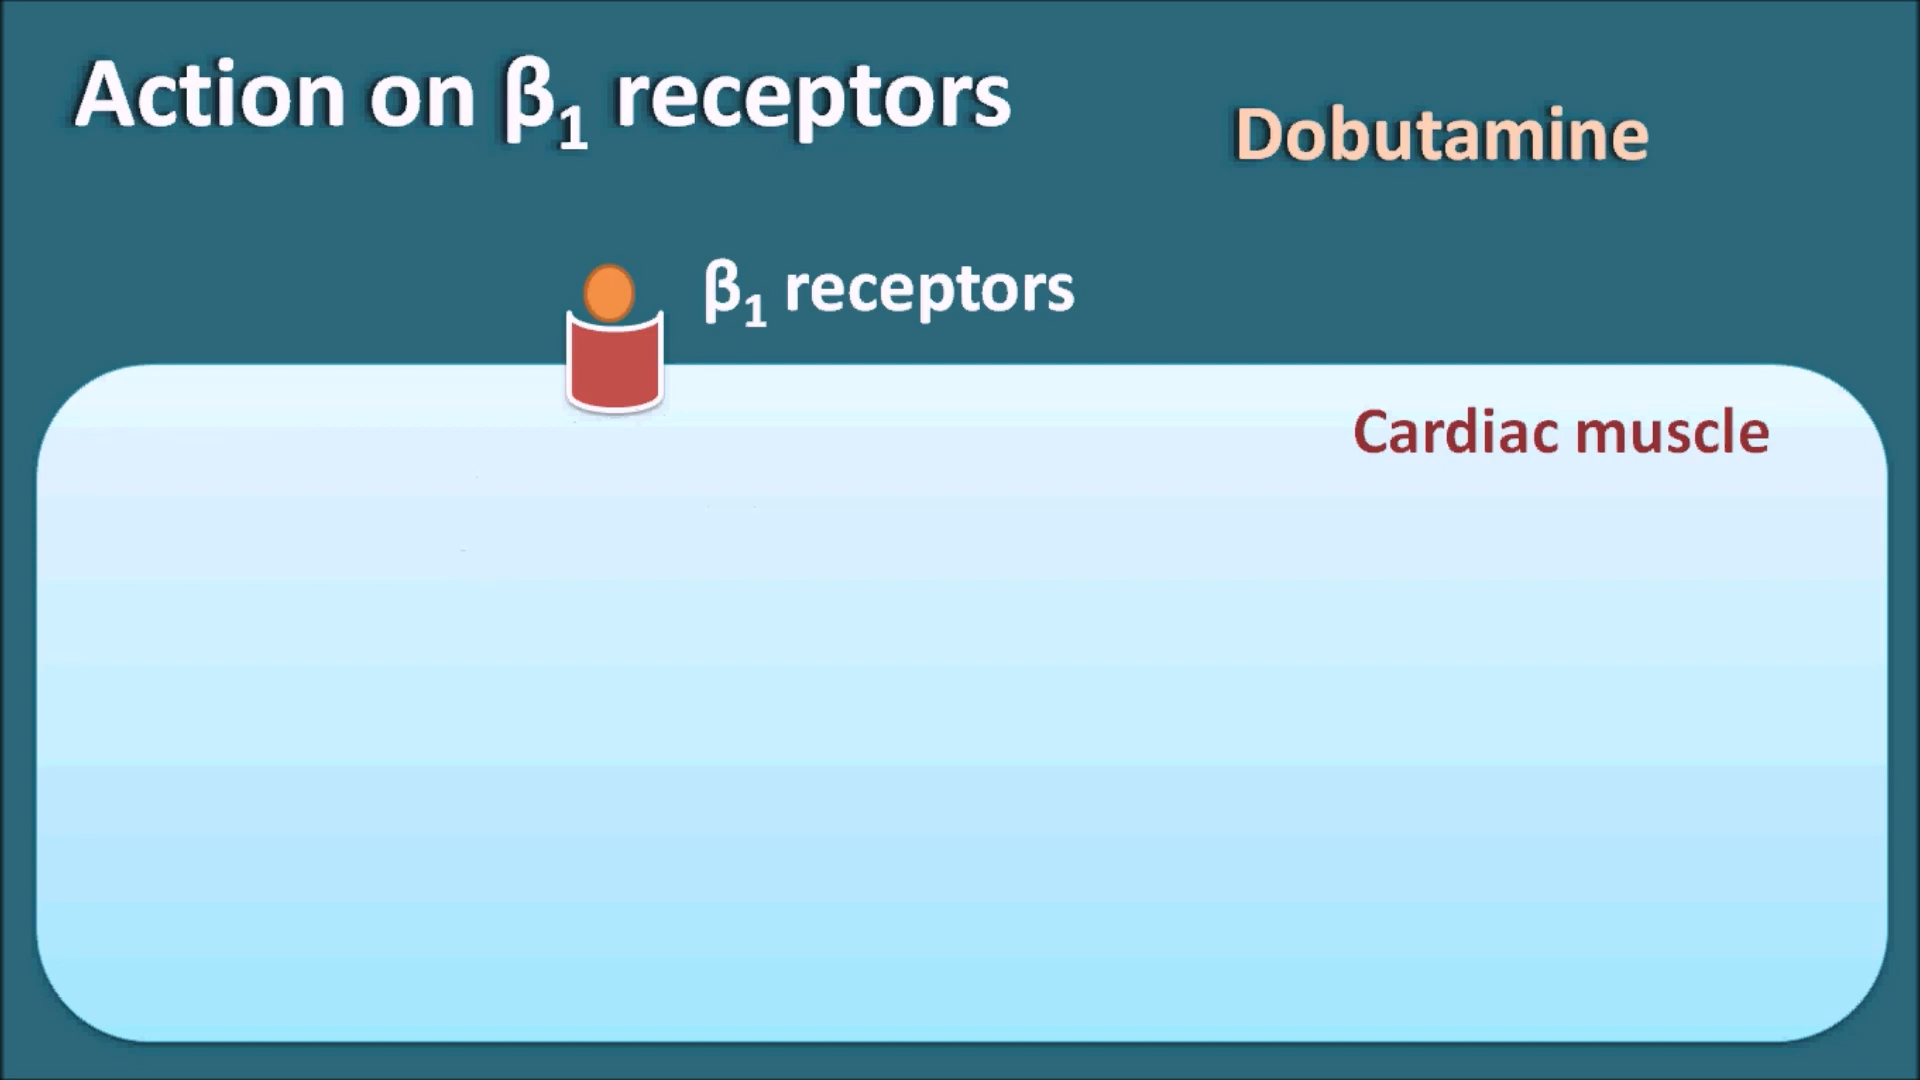 Action on β₁ receptors
Dobutamine
β₁ receptors
Cardiac muscle